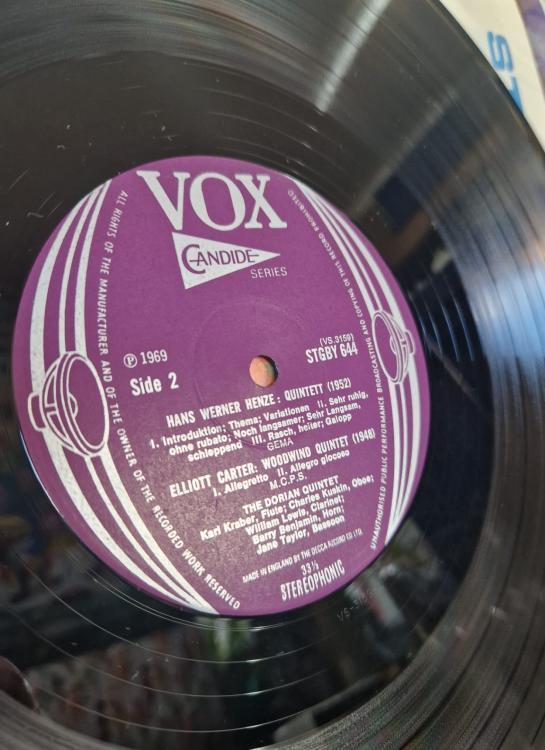 VOX
CANDIDE
SERIES
ALL RIGHTS OF THE MANUFACTURER AND OF THE OWNER OF THE RECORDED WORK RESERVED
UNAUTHORISED PUBLIC PERFORMANCE BROADCASTING AND COPYING OF THIS RECORD PROHIBITED
℗ 1969
Side 2
(VS.3159)
STGBY 644
HANS WERNER HENZE: QUINTETT (1952)
I. Introduktion; Thema; Variationen II. Sehr ruhig,
ohne rubato; Noch langsamer; Sehr Langsam,
schleppend III. Rasch, heiter; Galopp
GEMA
ELLIOTT CARTER: WOODWIND QUINTET (1948)
I. Allegretto II. Allegro giocoso
M.C.P.S.
THE DORIAN QUINTET
Karl Kraber, Flute; Charles Kuskin, Oboe;
William Lewis, Clarinet;
Barry Benjamin, Horn;
Jane Taylor, Bassoon
MADE IN ENGLAND BY THE DECCA RECORD CO LTD
33⅓
STEREOPHONIC